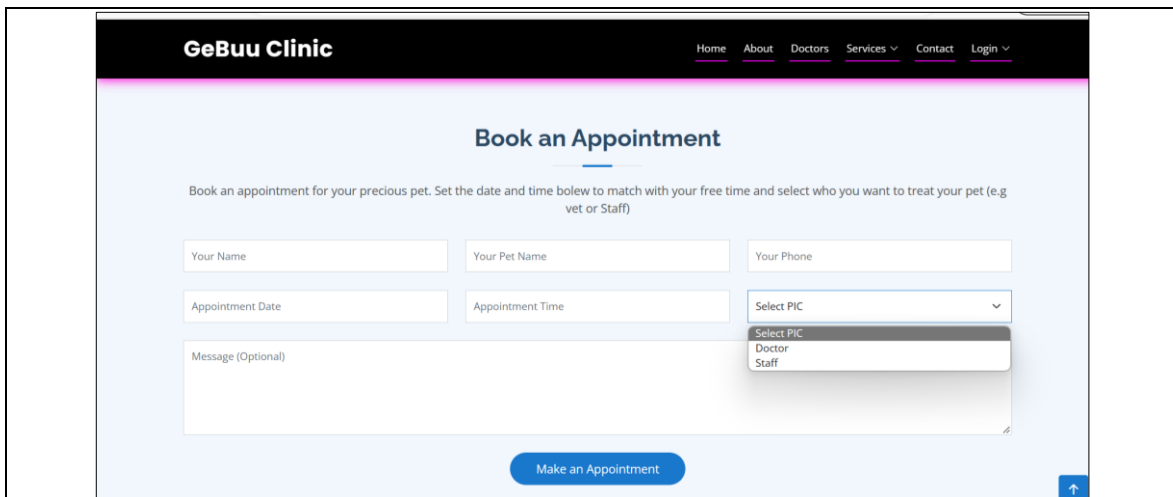 GeBuu Clinic
Home About Doctors Services Contact Login
Book an Appointment
Book an appointment for your precious pet. Set the date and time bolew to match with your free time and select who you want to treat your pet (e.g
vet or Staff)
Your Name Your Pet Name Your Phone
Appointment Date Appointment Time Select PIC
Select PIC
Doctor
Staff
Message (Optional)
Make an Appointment